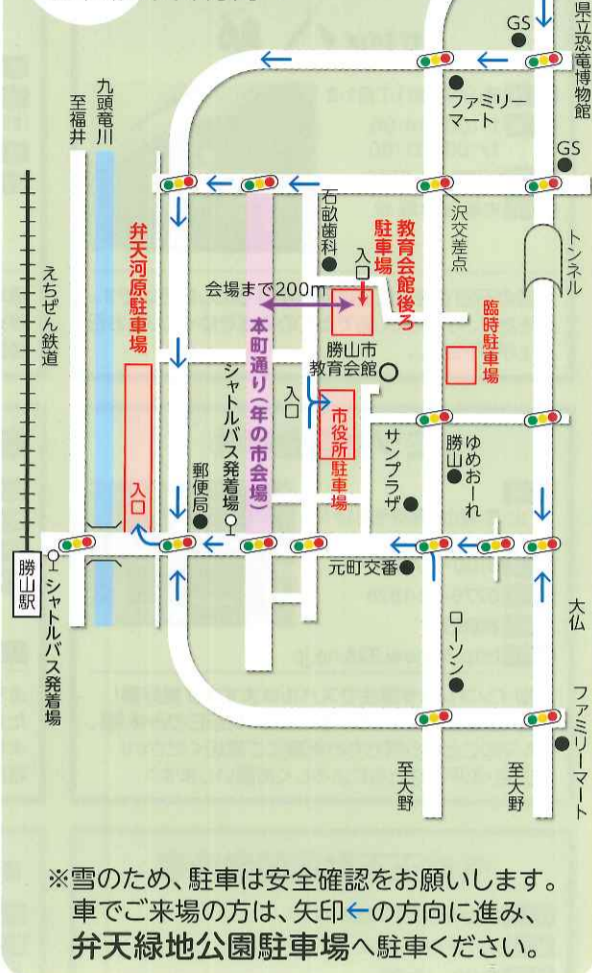 県立恐竜博物館
GS
ファミリー
マート
GS
九頭竜川
至福井
石畝歯科
沢交差点
トンネル
教育会館後ろ
駐車場
入口
弁天河原駐車場
会場まで200m
臨時駐車場
えちぜん鉄道
本町通り(年の市会場)
勝山市
教育会館
シャトルバス発着場
入口
市役所駐車場
サンプラザ
ゆめおーれ
勝山
郵便局
入口
元町交番
勝山駅
シャトルバス発着場
大仏
ローソン
ファミリーマート
至大野
至大野
※雪のため、駐車は安全確認をお願いします。
車でご来場の方は、矢印←の方向に進み、
弁天緑地公園駐車場へ駐車ください。